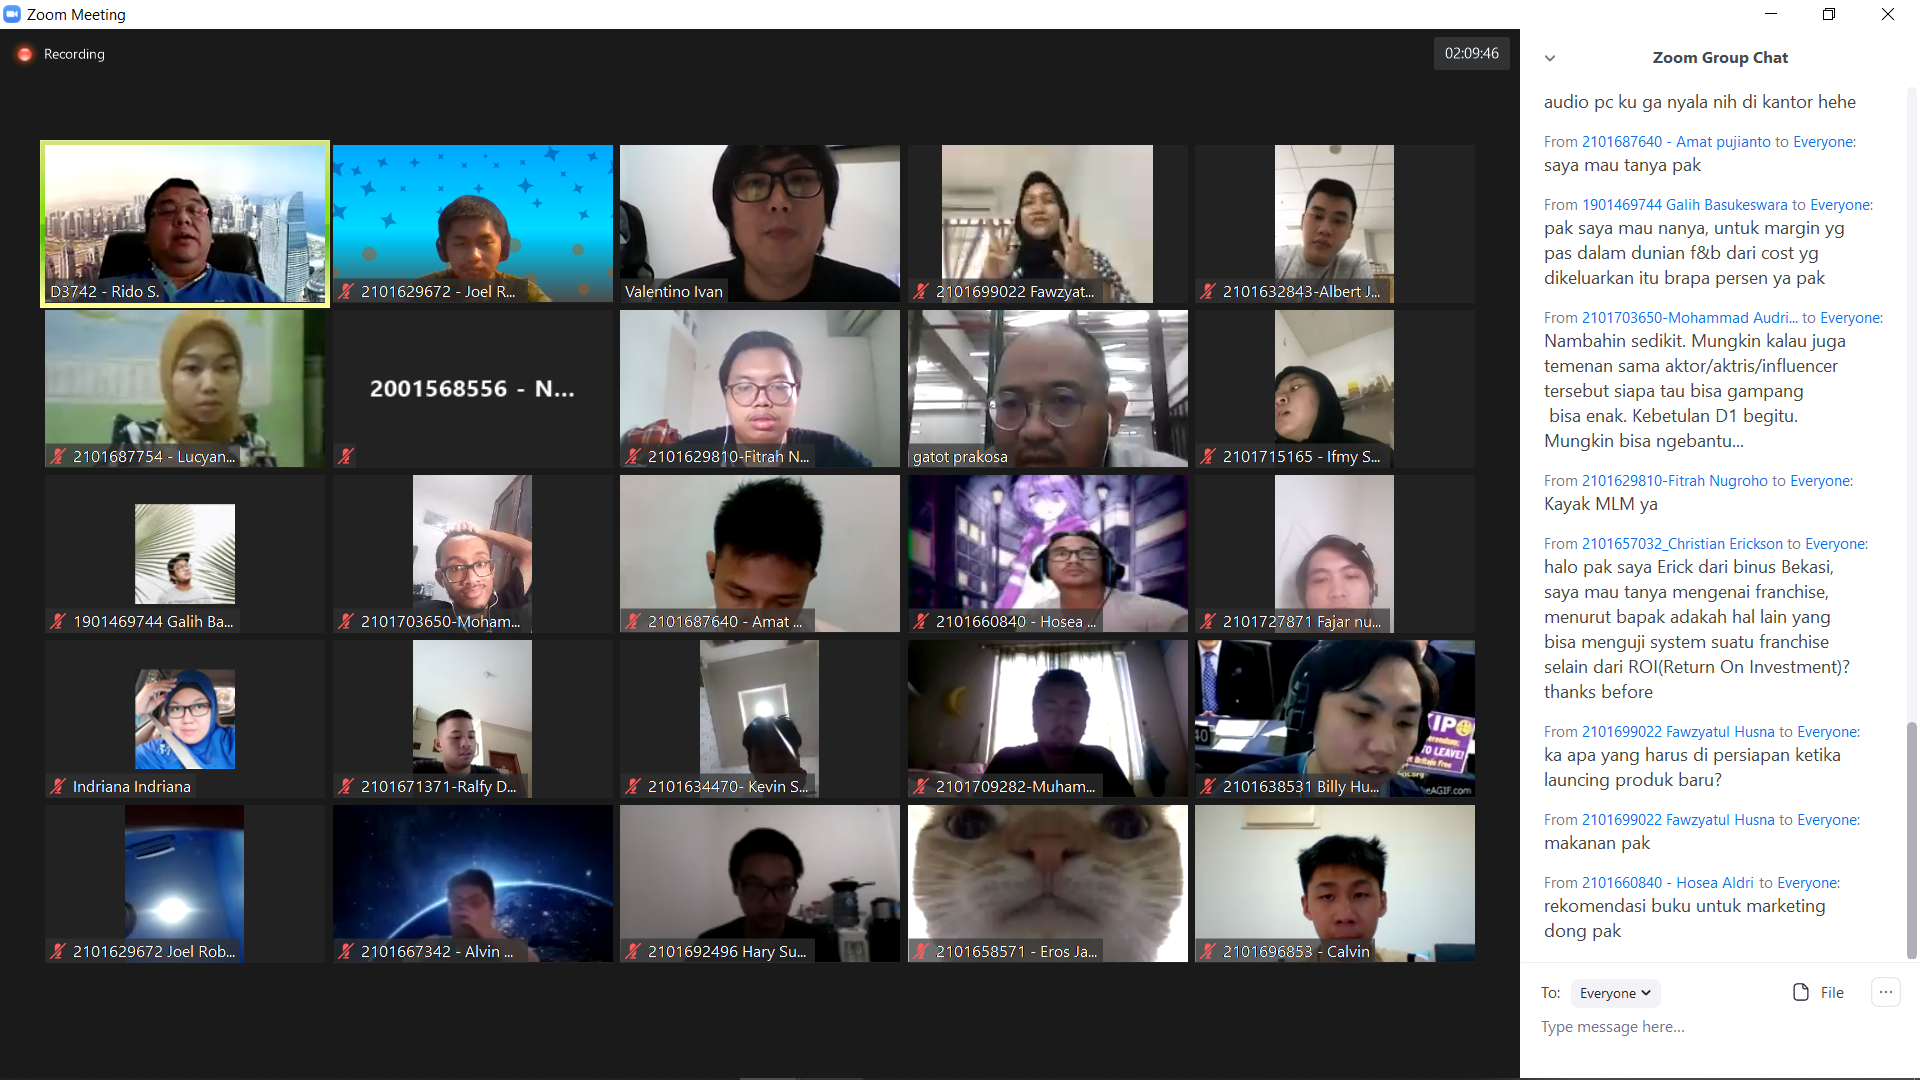 Zoom Meeting
Recording
02:09:46
D3742 - Rido S.
2101629672 - Joel R...
Valentino Ivan
2101699022 Fawzyat...
2101632843-Albert J...
2101687754 - Lucyan...
2001568556 - N...
2101629810-Fitrah N...
gatot prakosa
2101715165 - Ifmy S...
1901469744 Galih Ba...
2101703650-Moham...
2101687640 - Amat ...
2101660840 - Hosea ...
2101727871 Fajar nu...
Indriana Indriana
2101671371-Ralfy D...
2101634470- Kevin S...
2101709282-Muham...
40
TO LEAVE!
2101638531 Billy Hu...
2101629672 Joel Rob...
2101667342 - Alvin ...
2101692496 Hary Su...
2101658571 - Eros Ja...
2101696853 - Calvin
Zoom Group Chat
audio pc ku ga nyala nih di kantor hehe
From 2101687640 - Amat pujianto to Everyone:
saya mau tanya pak
From 1901469744 Galih Basukeswara to Everyone:
pak saya mau nanya, untuk margin yg
pas dalam dunian f&b dari cost yg
dikeluarkan itu brapa persen ya pak
From 2101703650-Mohammad Audri... to Everyone:
Nambahin sedikit. Mungkin kalau juga
temenan sama aktor/aktris/influencer
tersebut siapa tau bisa gampang
bisa enak. Kebetulan D1 begitu.
Mungkin bisa ngebantu...
From 2101629810-Fitrah Nugroho to Everyone:
Kayak MLM ya
From 2101657032_Christian Erickson to Everyone:
halo pak saya Erick dari binus Bekasi,
saya mau tanya mengenai franchise,
menurut bapak adakah hal lain yang
bisa menguji system suatu franchise
selain dari ROI(Return On Investment)?
thanks before
From 2101699022 Fawzyatul Husna to Everyone:
ka apa yang harus di persiapan ketika
launcing produk baru?
From 2101699022 Fawzyatul Husna to Everyone:
makanan pak
From 2101660840 - Hosea Aldri to Everyone:
rekomendasi buku untuk marketing
dong pak
To: Everyone
File
Type message here...